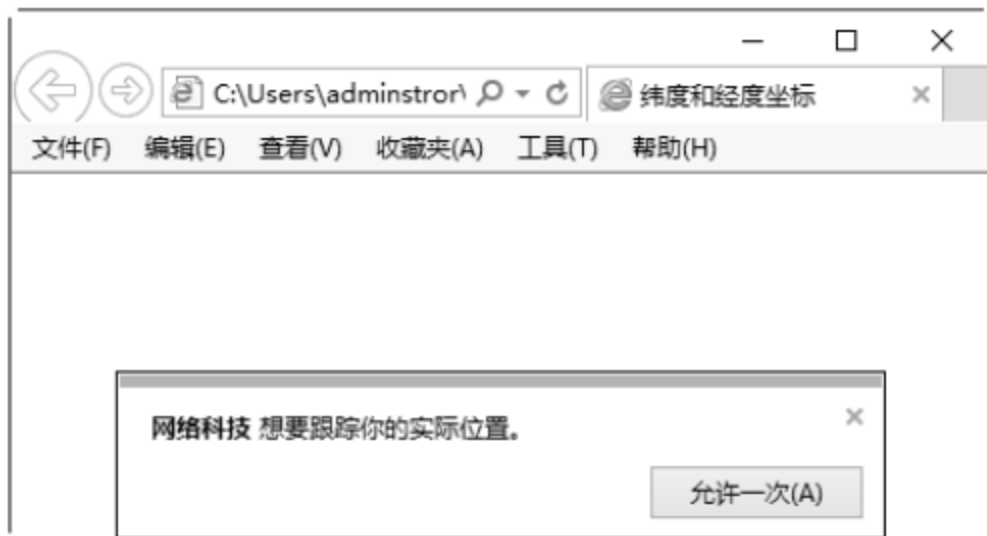 C:\Users\adminstror\
纬度和经度坐标
文件(F) 编辑(E) 查看(V) 收藏夹(A) 工具(T) 帮助(H)
网络科技 想要跟踪你的实际位置。
允许一次(A)